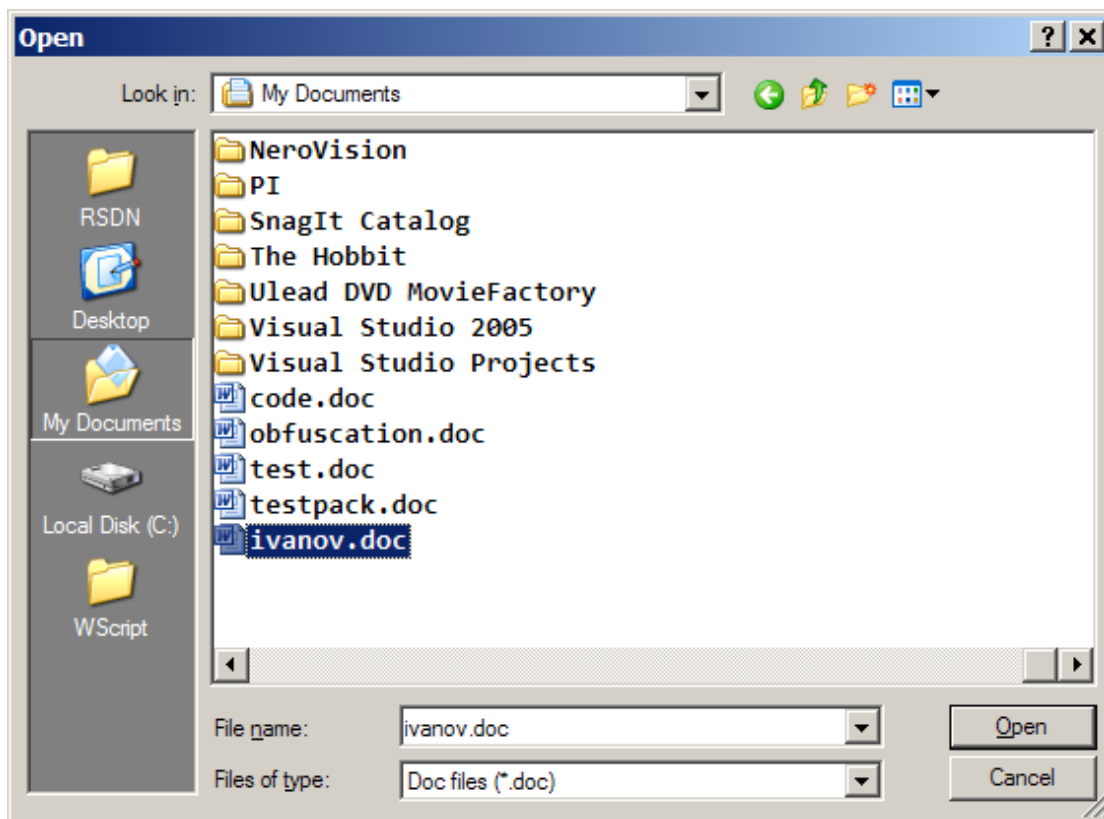 Open
Look in: My Documents
RSDN
Desktop
My Documents
Local Disk (C:)
WScript
NeroVision
PI
SnagIt Catalog
The Hobbit
Ulead DVD MovieFactory
Visual Studio 2005
Visual Studio Projects
code.doc
obfuscation.doc
test.doc
testpack.doc
ivanov.doc
File name: ivanov.doc Open
Files of type: Doc files (*.doc) Cancel